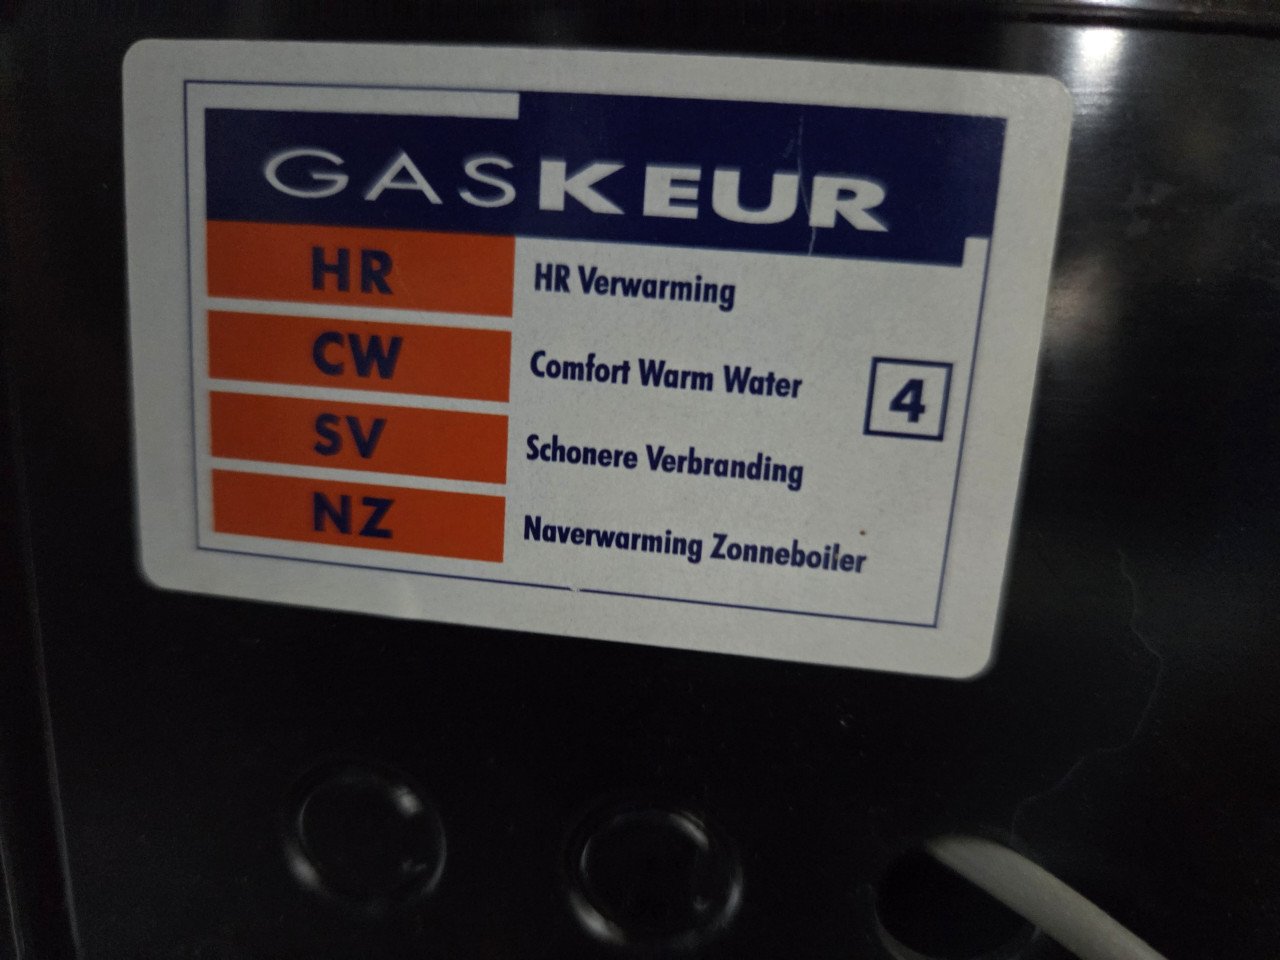 GASKEUR
HR HR Verwarming
CW Comfort Warm Water 4
SV Schonere Verbranding
NZ Naverwarming Zonneboiler